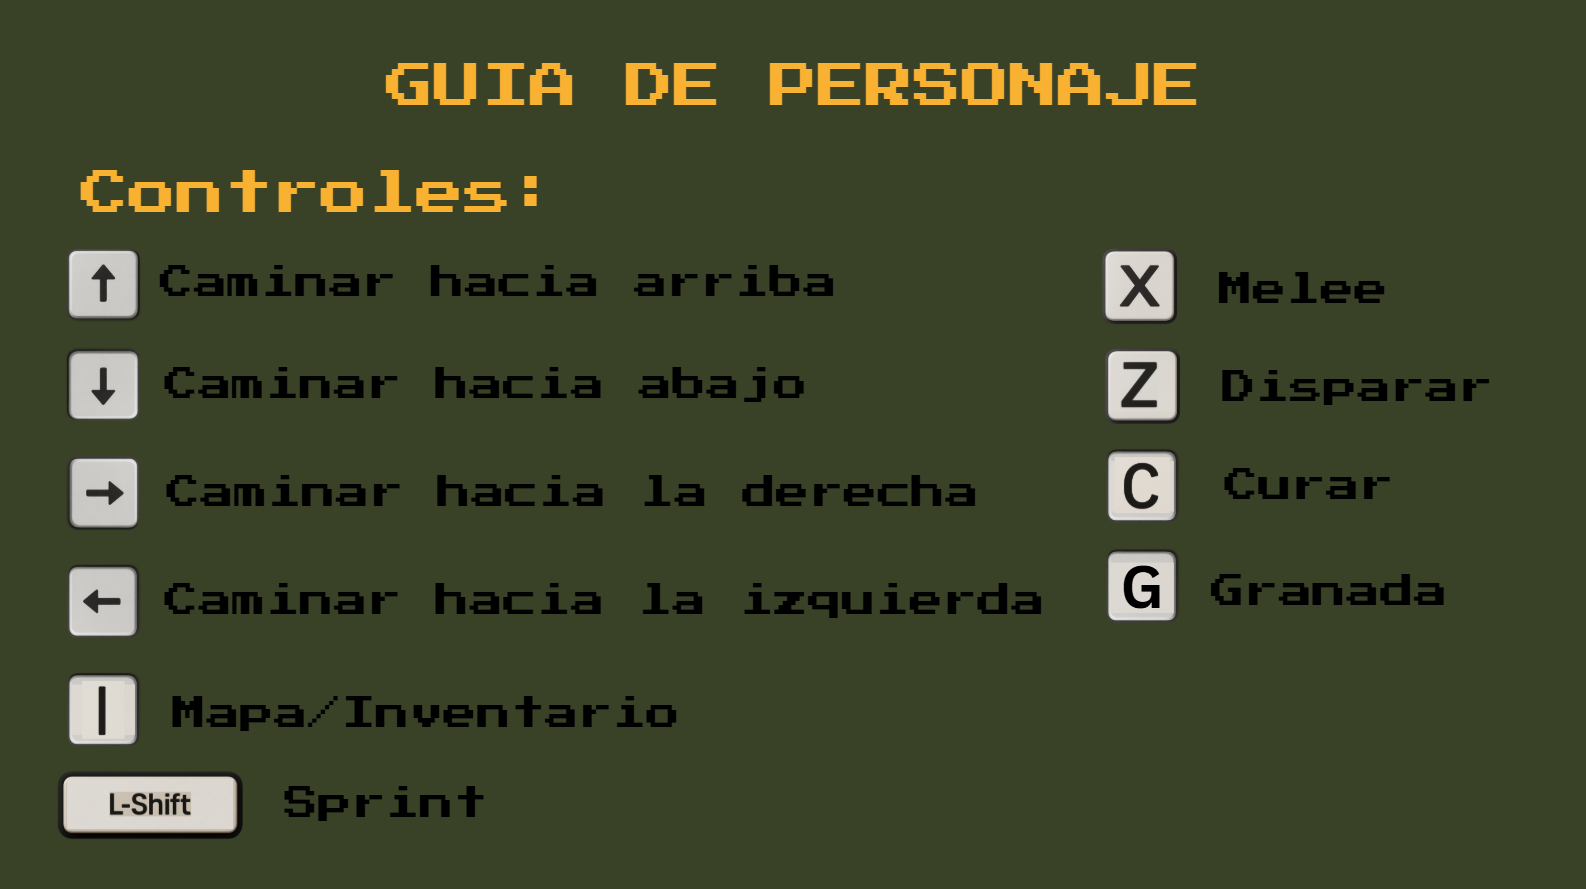 GUIA DE PERSONAJE
Controles:
↑ Caminar hacia arriba
↓ Caminar hacia abajo
→ Caminar hacia la derecha
← Caminar hacia la izquierda
| Mapa/Inventario
L-Shift Sprint
X Melee
Z Disparar
C Curar
G Granada